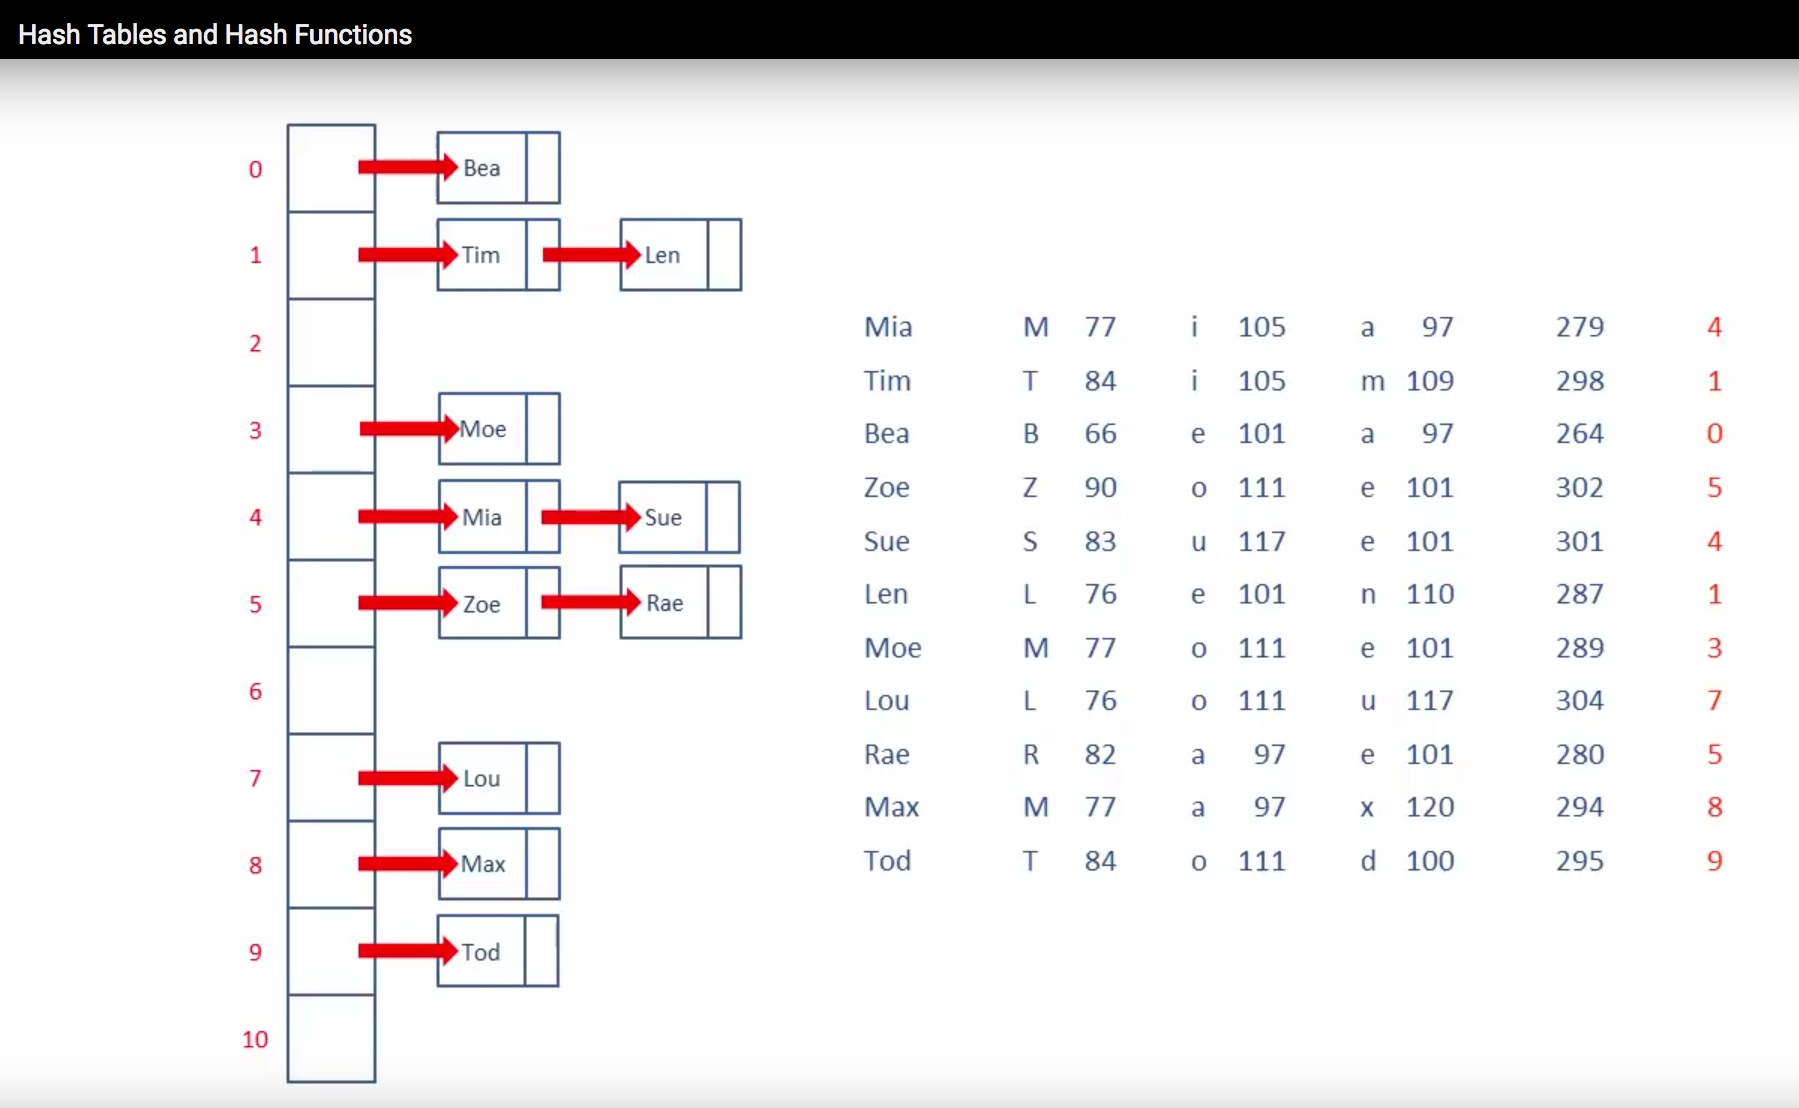 Hash Tables and Hash Functions
0 Bea
1 Tim Len
2
3 Moe
4 Mia Sue
5 Zoe Rae
6
7 Lou
8 Max
9 Tod
10
Mia M 77 i 105 a 97 279 4
Tim T 84 i 105 m 109 298 1
Bea B 66 e 101 a 97 264 0
Zoe Z 90 o 111 e 101 302 5
Sue S 83 u 117 e 101 301 4
Len L 76 e 101 n 110 287 1
Moe M 77 o 111 e 101 289 3
Lou L 76 o 111 u 117 304 7
Rae R 82 a 97 e 101 280 5
Max M 77 a 97 x 120 294 8
Tod T 84 o 111 d 100 295 9